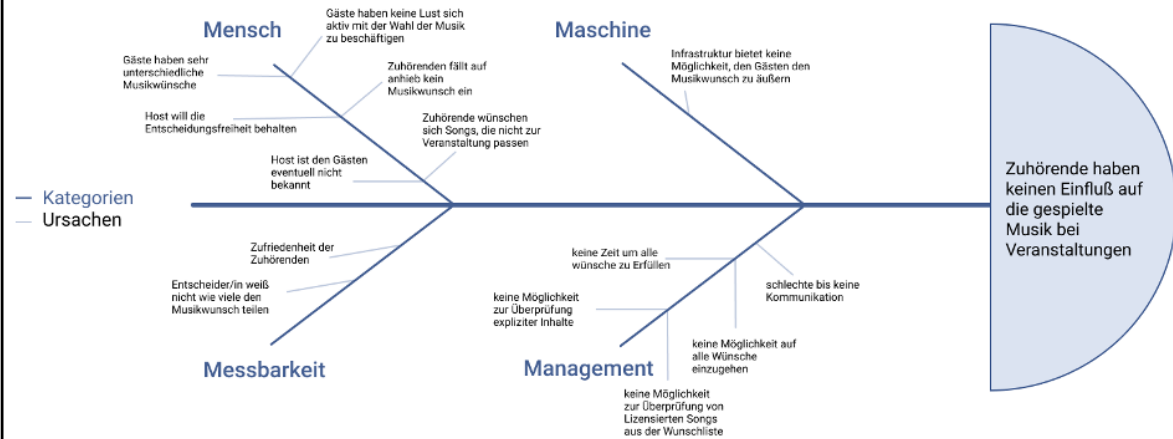 Mensch
Gäste haben keine Lust sich
aktiv mit der Wahl der Musik
zu beschäftigen
Gäste haben sehr
unterschiedliche
Musikwünsche
Zuhörenden fällt auf
anhieb kein
Musikwunsch ein
Host will die
Entscheidungsfreiheit behalten
Zuhörende wünschen
sich Songs, die nicht zur
Veranstaltung passen
Host ist den Gästen
eventuell nicht
bekannt
Maschine
Infrastruktur bietet keine
Möglichkeit, den Gästen den
Musikwunsch zu äußern
Kategorien
Ursachen
Zuhörende haben
keinen Einfluß auf
die gespielte
Musik bei
Veranstaltungen
Zufriedenheit der
Zuhörenden
Entscheider/in weiß
nicht wie viele den
Musikwunsch teilen
Messbarkeit
keine Zeit um alle
wünsche zu Erfüllen
schlechte bis keine
Kommunikation
keine Möglichkeit
zur Überprüfung
expliziter Inhalte
keine Möglichkeit auf
alle Wünsche
einzugehen
Management
keine Möglichkeit
zur Überprüfung von
Lizensierten Songs
aus der Wunschliste